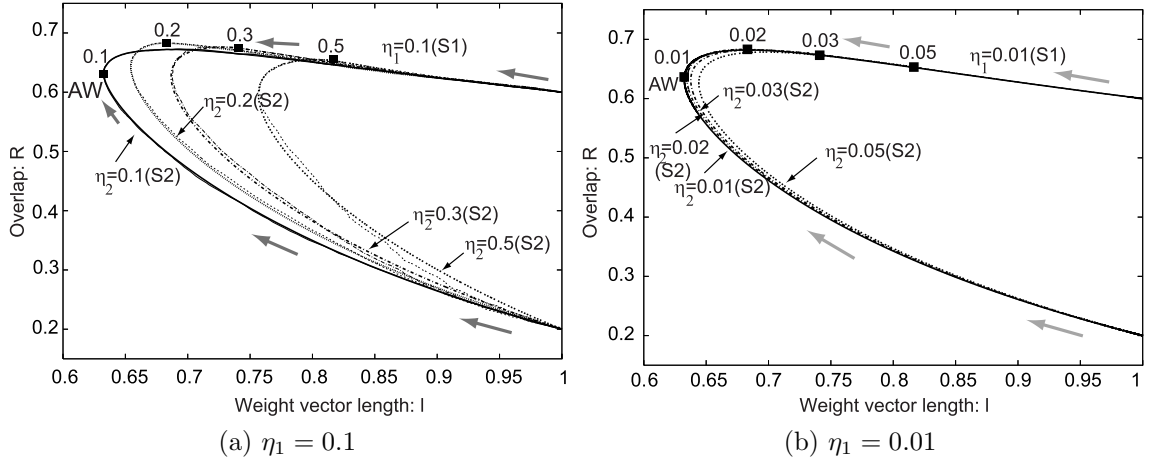 0.7
0.6
0.5
0.4
0.3
0.2
Overlap: R
0.1
0.2
0.3
0.5
AW
η1=0.1(S1)
η2=0.2(S2)
η2=0.1(S2)
η2=0.3(S2)
η2=0.5(S2)
0.6 0.65 0.7 0.75 0.8 0.85 0.9 0.95 1
Weight vector length: l
(a) η1 = 0.1
0.7
0.6
0.5
0.4
0.3
0.2
Overlap: R
0.01
0.02
0.03
0.05
AW
η1=0.01(S1)
η2=0.03(S2)
η2=0.02
(S2)
η2=0.01(S2)
η2=0.05(S2)
0.6 0.65 0.7 0.75 0.8 0.85 0.9 0.95 1
Weight vector length: l
(b) η1 = 0.01